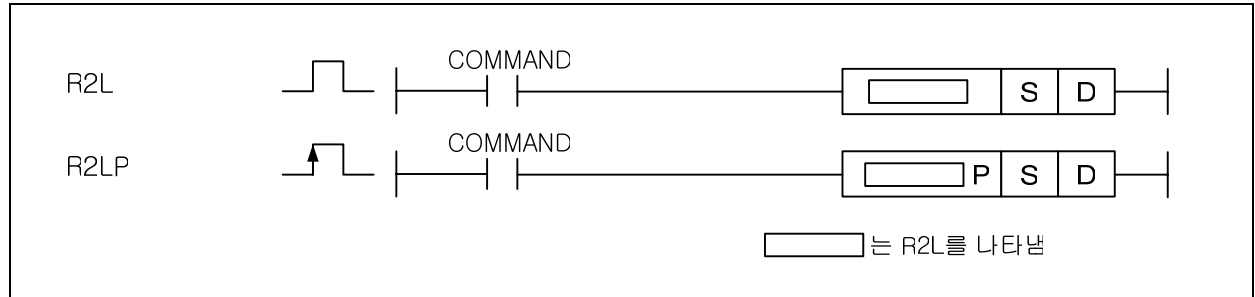 COMMAND
R2L S D
COMMAND
R2LP P S D
는 R2L를 나타냄